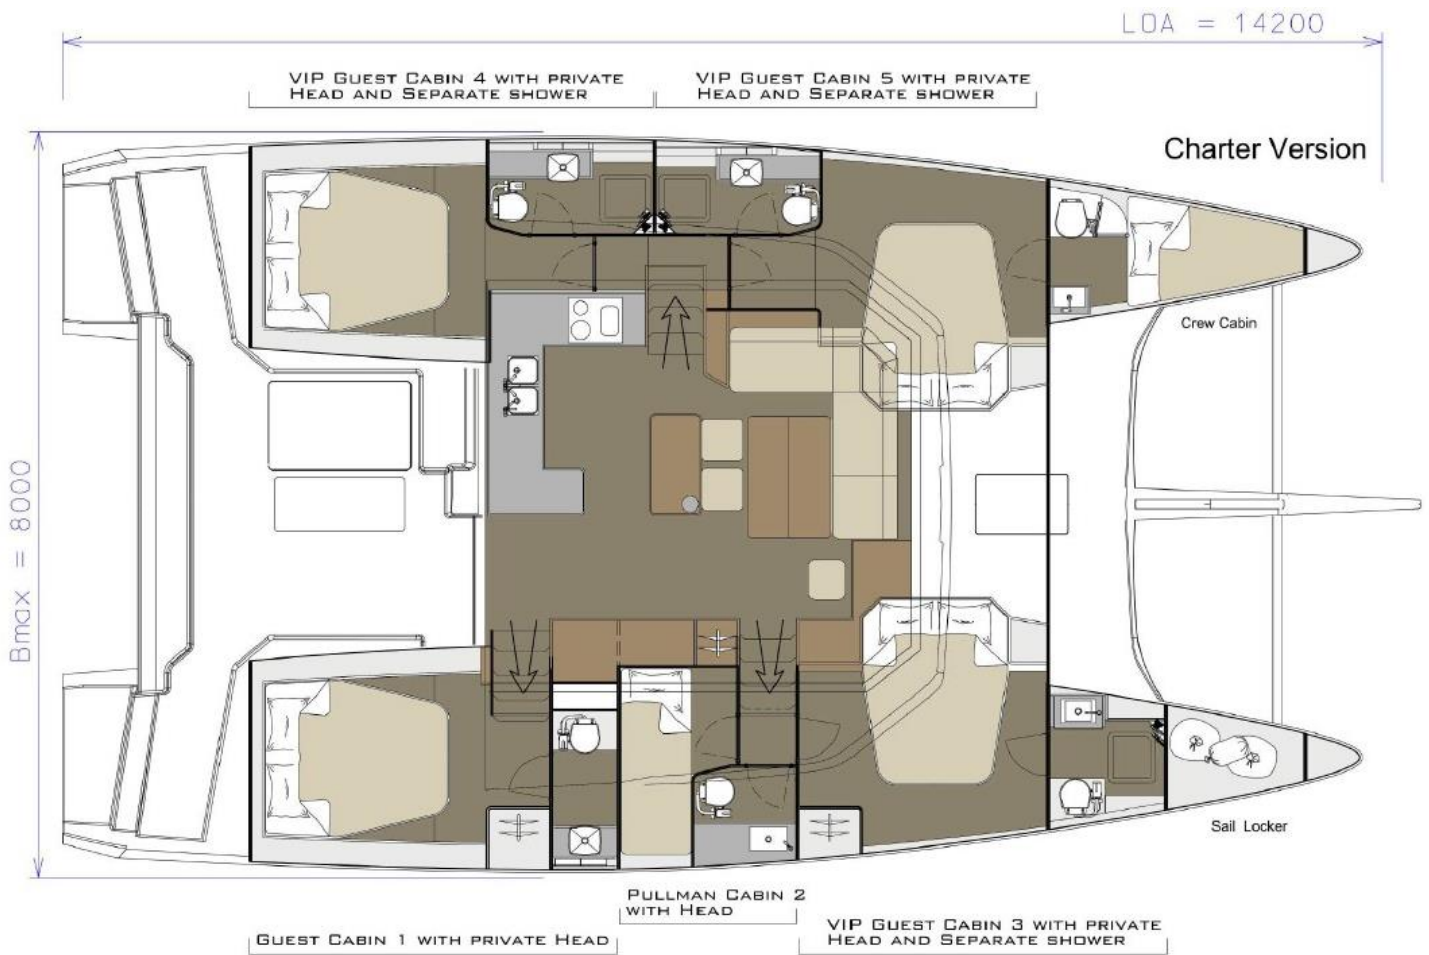 LOA = 14200
VIP Guest Cabin 4 with private
Head and Separate shower
VIP Guest Cabin 5 with private
Head and Separate shower
Charter Version
Crew Cabin
Bmax = 8000
Sail Locker
Pullman Cabin 2
with Head
Guest Cabin 1 with private Head
VIP Guest Cabin 3 with private
Head and Separate shower